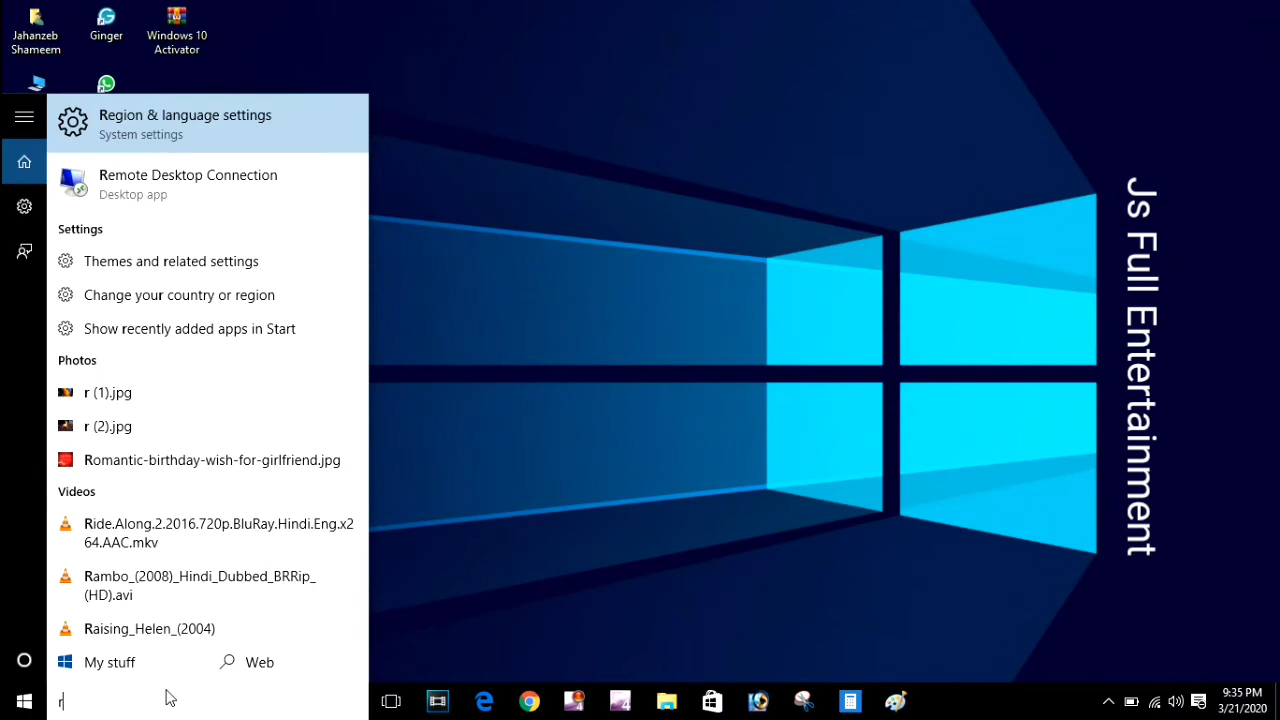 Jahanzeb
Shameem
Ginger
Windows 10
Activator
Region & language settings
System settings
Remote Desktop Connection
Desktop app
Settings
Themes and related settings
Change your country or region
Show recently added apps in Start
Photos
r (1).jpg
r (2).jpg
Romantic-birthday-wish-for-girlfriend.jpg
Videos
Ride.Along.2.2016.720p.BluRay.Hindi.Eng.x2
64.AAC.mkv
Rambo_(2008)_Hindi_Dubbed_BRRip_
(HD).avi
Raising_Helen_(2004)
My stuff
Web
r
Js Full Entertainment
9:35 PM
3/21/2020